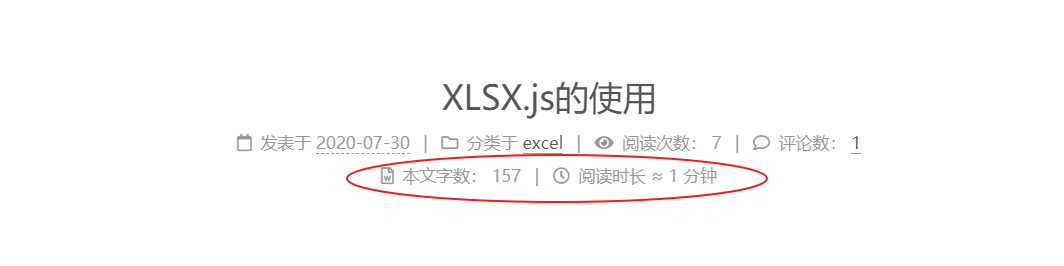 XLSX.js的使用
发表于 2020-07-30 | 分类于 excel | 阅读次数： 7 | 评论数： 1
本文字数： 157 | 阅读时长 ≈ 1 分钟